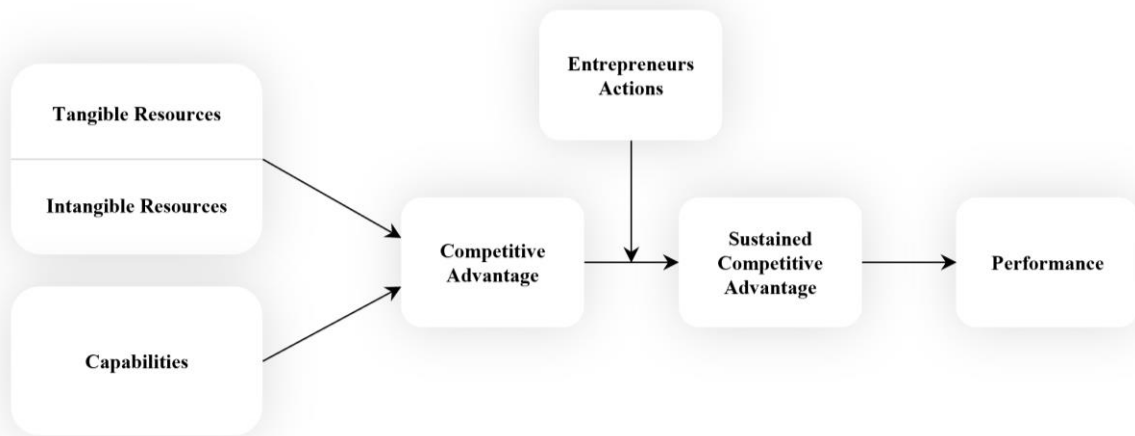 Entrepreneurs
Actions
Tangible Resources
Intangible Resources
Competitive
Advantage
Sustained
Competitive
Advantage
Performance
Capabilities